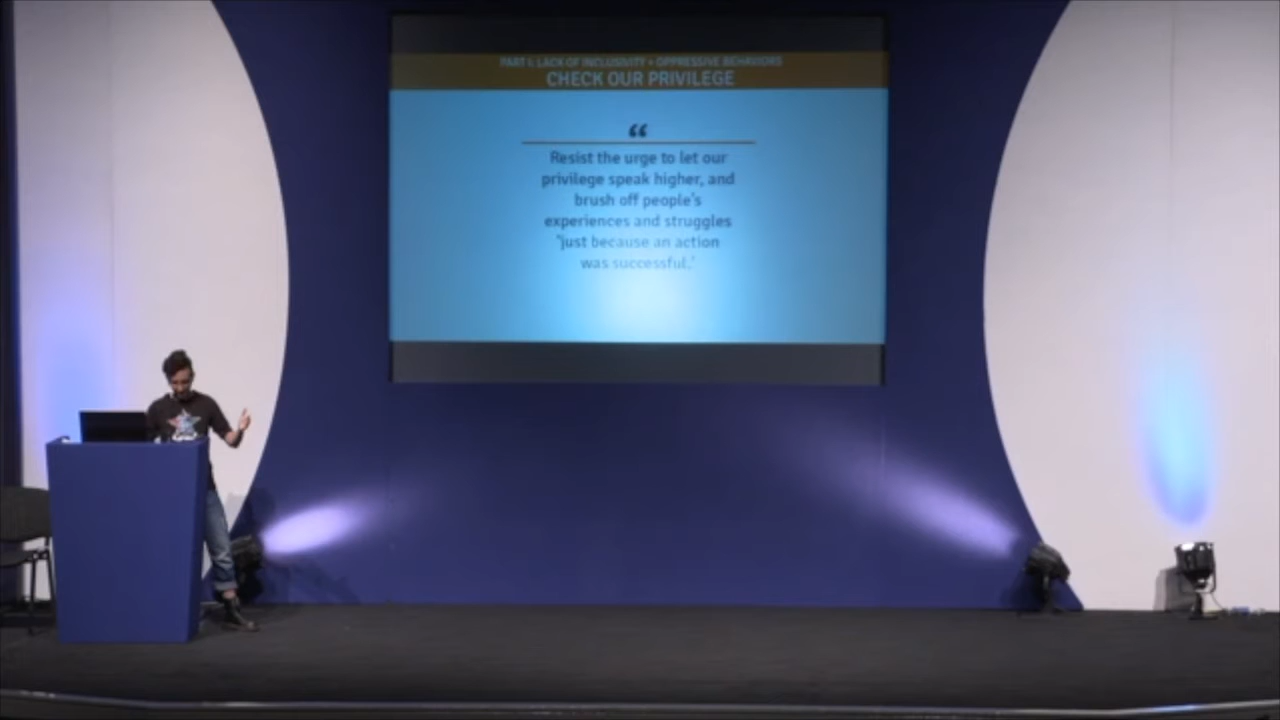 PART I: LACK OF INCLUSIVITY + OPPRESSIVE BEHAVIORS
CHECK OUR PRIVILEGE
“
Resist the urge to let our
privilege speak higher, and
brush off people's
experiences and struggles
'just because an action
was successful.'